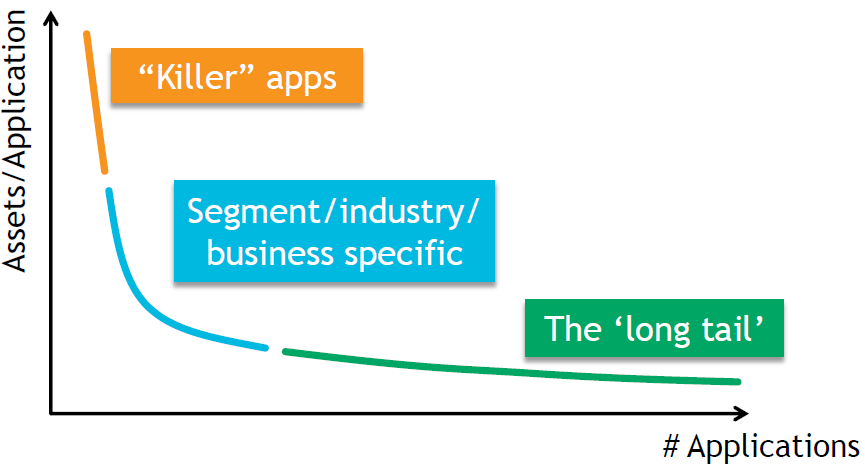 Assets/Application
“Killer” apps
Segment/industry/
business specific
The ‘long tail’
# Applications